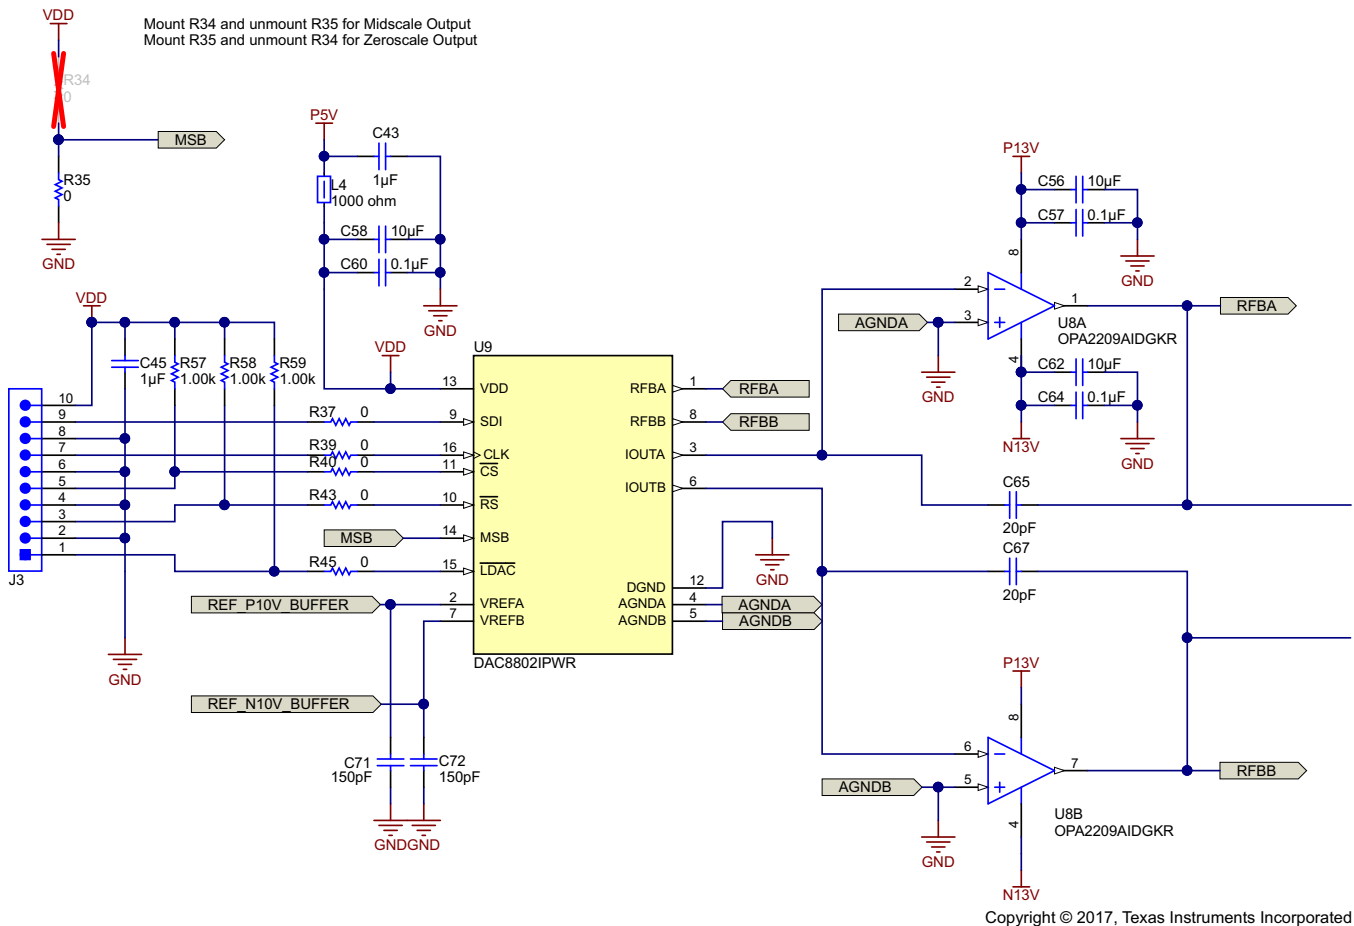 VDD
Mount R34 and unmount R35 for Midscale Output
Mount R35 and unmount R34 for Zeroscale Output
R34
0
MSB
R35
0
GND
P5V
C43
1µF
L4
1000 ohm
C58 10µF
C60 0.1µF
GND
VDD
C45
1µF
R57
1.00k
R58
1.00k
R59
1.00k
10
9
8
7
6
5
4
3
2
1
J3
GND
R37 0
R39 0
R40 0
R43 0
MSB
R45 0
REF_P10V_BUFFER
REF_N10V_BUFFER
C71
150pF
C72
150pF
GND
GND
VDD
U9
13 VDD
9 SDI
16 CLK
11 CS
10 RS
14 MSB
15 LDAC
2 VREFA
7 VREFB
RFBA 1
RFBB 8
IOUTA 3
IOUTB 6
DGND 12
AGNDA 4
AGNDB 5
DAC8802IPWR
RFBA
RFBB
GND
AGNDA
AGNDB
P13V
C56 10µF
C57 0.1µF
GND
8
2
3
1
4
AGNDA
GND
U8A
OPA2209AIDGKR
RFBA
C62 10µF
C64 0.1µF
N13V
GND
C65
20pF
C67
20pF
P13V
8
6
5
7
4
AGNDB
GND
RFBB
U8B
OPA2209AIDGKR
N13V
Copyright © 2017, Texas Instruments Incorporated